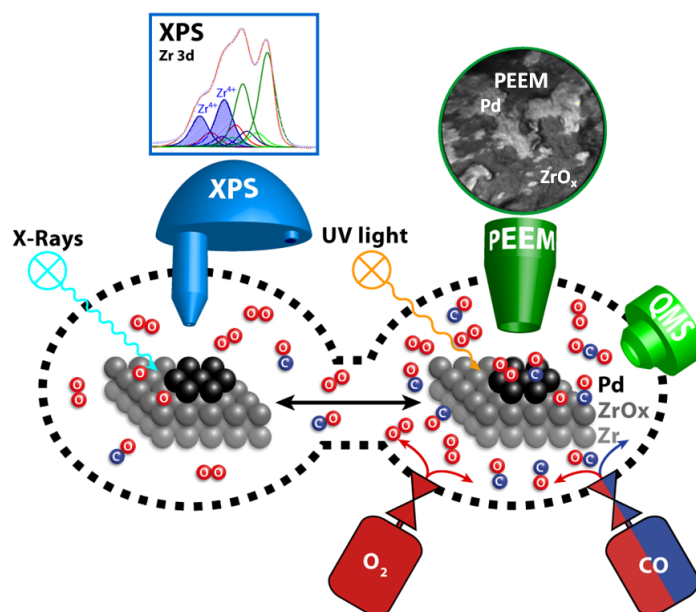 XPS
Zr 3d
Zr⁴⁺
Zr⁴⁺
PEEM
Pd
ZrOₓ
XPS
X-Rays
UV light
PEEM
QMS
O O
O O
O O
O O
O C
O
O
O O
C O
O O
C O
O O
C O
O O
O O
C O
O O
O C O
O O
O C
O O
O C
O
O C
C O
O O
O O
O O
C O
C O
O C
Pd
ZrOx
Zr
O₂
CO